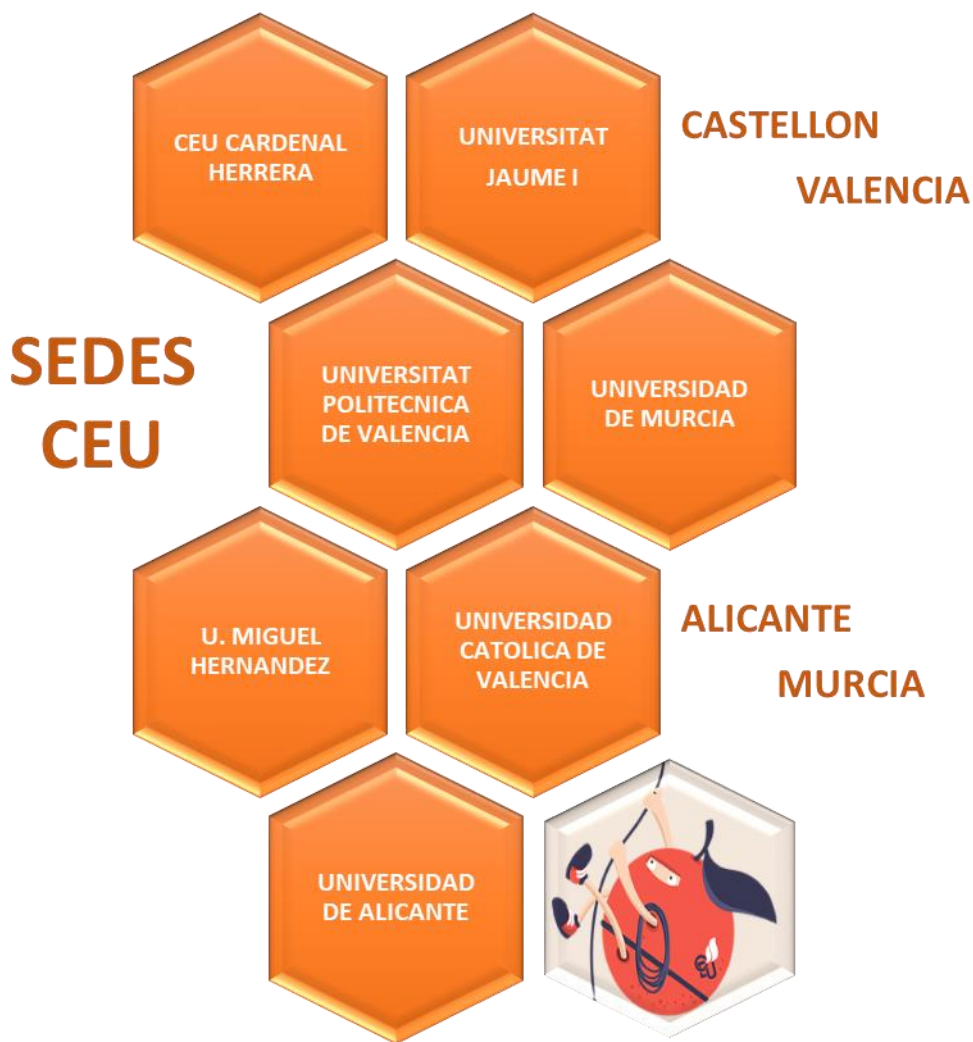 CEU CARDENAL
HERRERA
UNIVERSITAT
JAUME I
CASTELLON
VALENCIA
SEDES
CEU
UNIVERSITAT
POLITECNICA
DE VALENCIA
UNIVERSIDAD
DE MURCIA
U. MIGUEL
HERNANDEZ
UNIVERSIDAD
CATOLICA DE
VALENCIA
ALICANTE
MURCIA
UNIVERSIDAD
DE ALICANTE